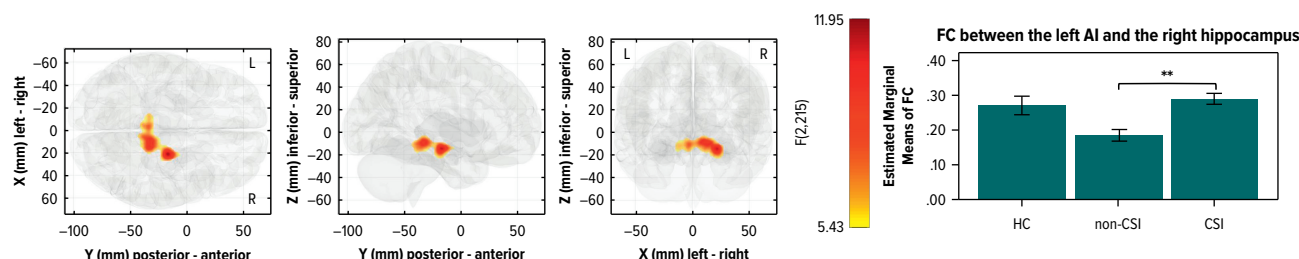 X (mm) left - right
−60
−40
−20
0
20
40
60
L
R
−100
−50
0
50
Y (mm) posterior - anterior
Z (mm) inferior - superior
80
60
40
20
0
−20
−40
−60
−100
−50
0
50
Y (mm) posterior - anterior
Z (mm) inferior - superior
80
60
40
20
0
−20
−40
−60
L
R
−50
0
50
X (mm) left - right
11.95
F(2,215)
5.43
FC between the left AI and the right hippocampus
Estimated Marginal
Means of FC
.40
.30
.20
.10
.00
**
HC
non-CSI
CSI